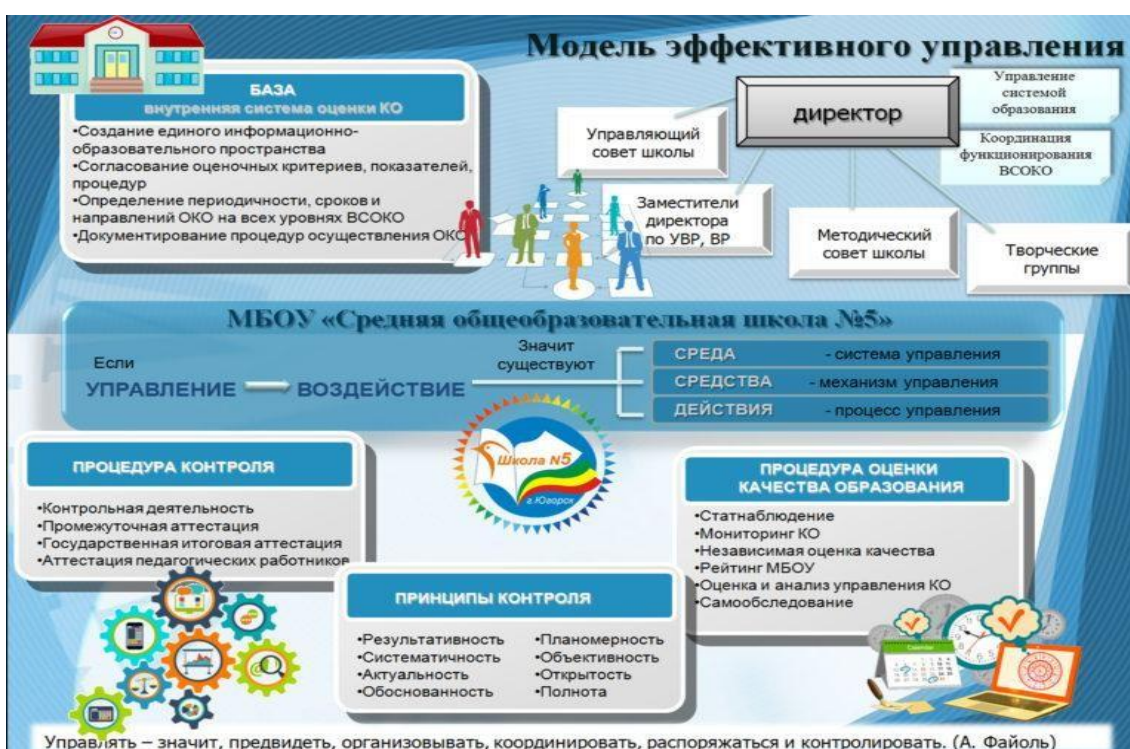 Модель эффективного управления
БАЗА
внутренняя система оценки КО
•Создание единого информационно-
образовательного пространства
•Согласование оценочных критериев, показателей,
процедур
•Определение периодичности, сроков и
направлений ОКО на всех уровнях ВСОКО
•Документирование процедур осуществления ОКО
директор
Управление
системой
образования
Координация
функционирования
ВСОКО
Управляющий
совет школы
Заместители
директора
по УВР, ВР
Методический
совет школы
Творческие
группы
МБОУ «Средняя общеобразовательная школа №5»
Если
УПРАВЛЕНИЕ
ВОЗДЕЙСТВИЕ
Значит
существуют
СРЕДА - система управления
СРЕДСТВА - механизм управления
ДЕЙСТВИЯ - процесс управления
Школа N5
г.Югорск
ПРОЦЕДУРА КОНТРОЛЯ
•Контрольная деятельность
•Промежуточная аттестация
•Государственная итоговая аттестация
•Аттестация педагогических работников
ПРИНЦИПЫ КОНТРОЛЯ
•Результативность
•Систематичность
•Актуальность
•Обоснованность
•Планомерность
•Объективность
•Открытость
•Полнота
ПРОЦЕДУРА ОЦЕНКИ
КАЧЕСТВА ОБРАЗОВАНИЯ
•Статнаблюдение
•Мониторинг КО
•Независимая оценка качества
•Рейтинг МБОУ
•Оценка и анализ управления КО
•Самообследование
Управлять – значит, предвидеть, организовывать, координировать, распоряжаться и контролировать. (А. Файоль)